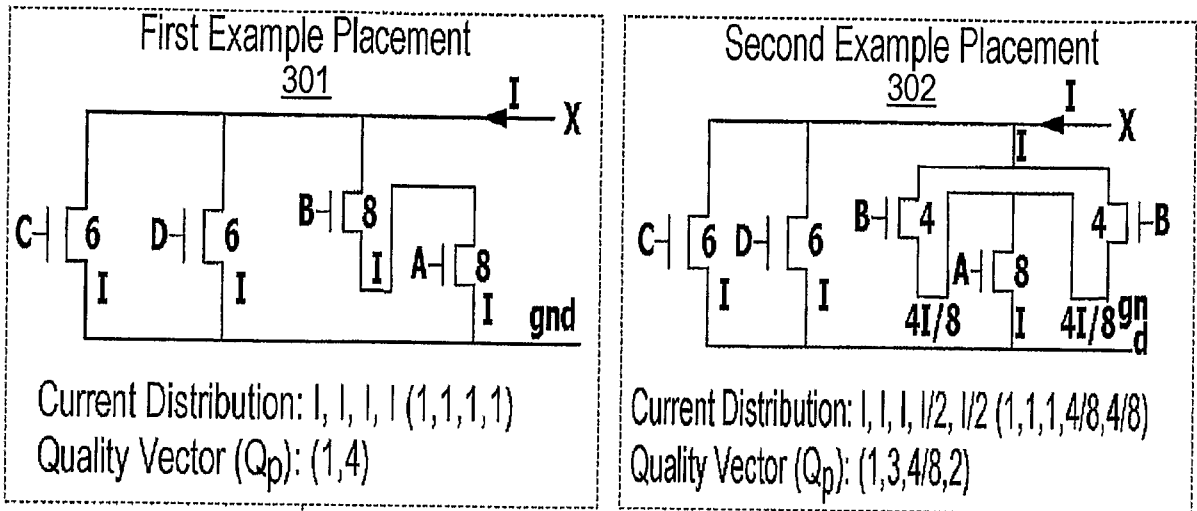 First Example Placement
301
I
X
C
6
I
D
6
I
B
8
I
A
8
I
gnd
Current Distribution: I, I, I, I (1,1,1,1)
Quality Vector (Qp): (1,4)
Second Example Placement
302
I
X
I
C
6
I
D
6
I
B
4
4I/8
A
8
I
4
B
4I/8
gn
d
Current Distribution: I, I, I, I/2, I/2 (1,1,1,4/8,4/8)
Quality Vector (Qp): (1,3,4/8,2)